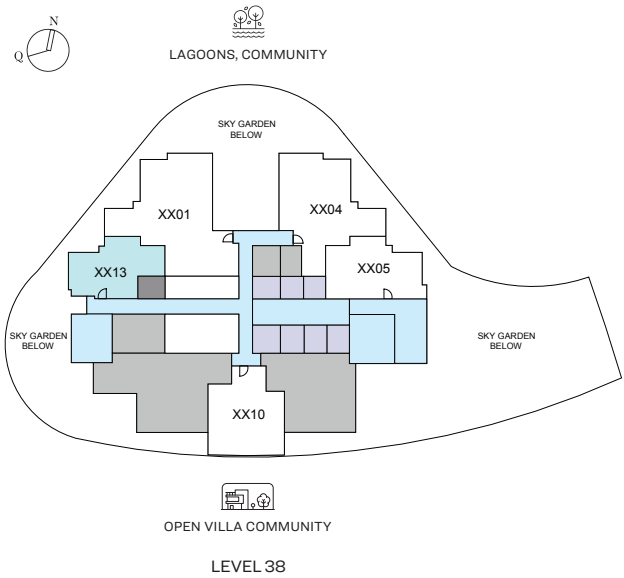 N
Q
LAGOONS, COMMUNITY
SKY GARDEN
BELOW
XX01
XX04
XX13
XX05
SKY GARDEN
BELOW
SKY GARDEN
BELOW
XX10
OPEN VILLA COMMUNITY
LEVEL 38